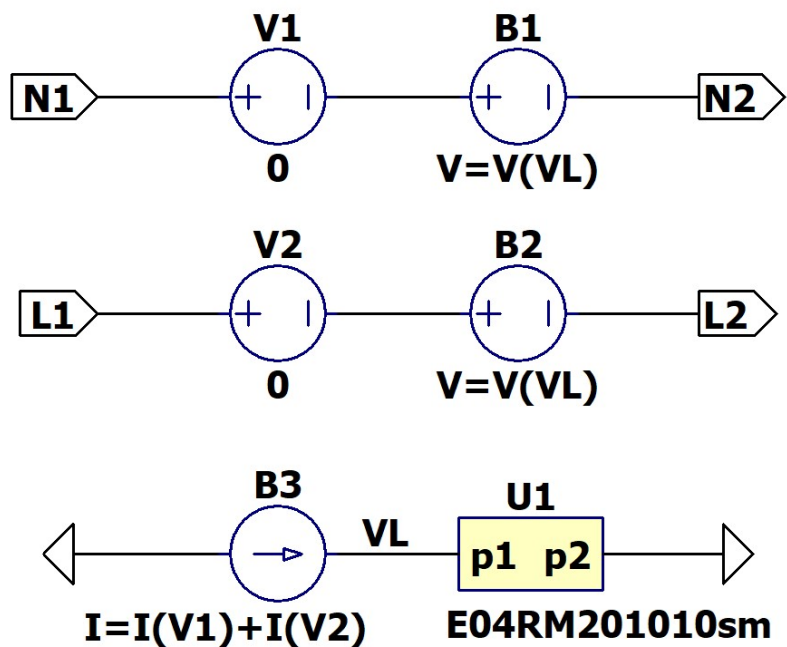 V1 B1
N1 N2
0 V=V(VL)
V2 B2
L1 L2
0 V=V(VL)
B3 U1
VL
p1 p2
I=I(V1)+I(V2) E04RM201010sm